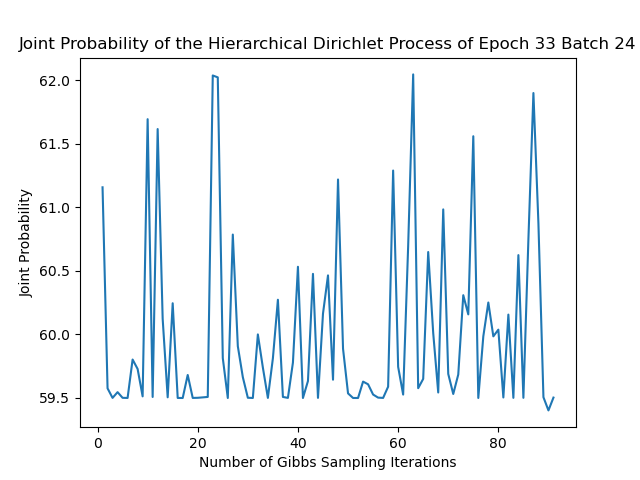 Joint Probability of the Hierarchical Dirichlet Process of Epoch 33 Batch 24
62.0
61.5
61.0
60.5
60.0
59.5
Joint Probability
0 20 40 60 80
Number of Gibbs Sampling Iterations